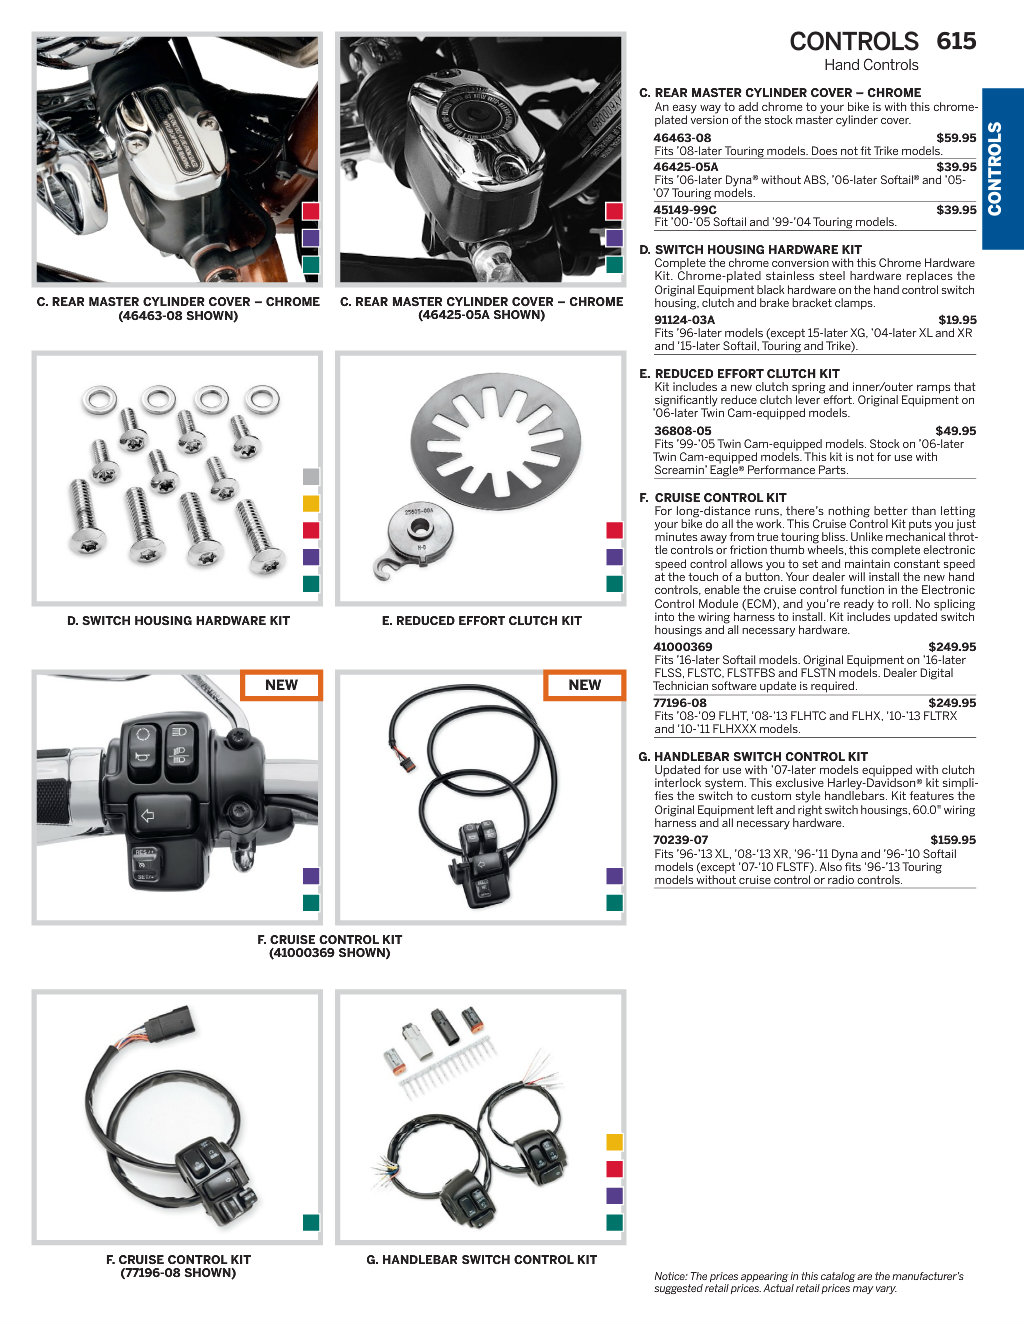 CONTROLS 615
Hand Controls
CONTROLS
C. REAR MASTER CYLINDER COVER – CHROME
(46463-08 SHOWN)
C. REAR MASTER CYLINDER COVER – CHROME
(46425-05A SHOWN)
D. SWITCH HOUSING HARDWARE KIT
25605-00A
H-D
E. REDUCED EFFORT CLUTCH KIT
NEW
RES/+
SET/-
NEW
F. CRUISE CONTROL KIT
(41000369 SHOWN)
F. CRUISE CONTROL KIT
(77196-08 SHOWN)
G. HANDLEBAR SWITCH CONTROL KIT
C. REAR MASTER CYLINDER COVER – CHROME
An easy way to add chrome to your bike is with this chrome-
plated version of the stock master cylinder cover.
46463-08 $59.95
Fits ’08-later Touring models. Does not fit Trike models.
46425-05A $39.95
Fits ’06-later Dyna® without ABS, ’06-later Softail® and ’05-
’07 Touring models.
45149-99C $39.95
Fit ’00-’05 Softail and ’99-’04 Touring models.
D. SWITCH HOUSING HARDWARE KIT
Complete the chrome conversion with this Chrome Hardware
Kit. Chrome-plated stainless steel hardware replaces the
Original Equipment black hardware on the hand control switch
housing, clutch and brake bracket clamps.
91124-03A $19.95
Fits ’96-later models (except 15-later XG, ’04-later XL and XR
and ’15-later Softail, Touring and Trike).
E. REDUCED EFFORT CLUTCH KIT
Kit includes a new clutch spring and inner/outer ramps that
significantly reduce clutch lever effort. Original Equipment on
’06-later Twin Cam-equipped models.
36808-05 $49.95
Fits ’99-’05 Twin Cam-equipped models. Stock on ’06-later
Twin Cam-equipped models. This kit is not for use with
Screamin’ Eagle® Performance Parts.
F. CRUISE CONTROL KIT
For long-distance runs, there’s nothing better than letting
your bike do all the work. This Cruise Control Kit puts you just
minutes away from true touring bliss. Unlike mechanical throt-
tle controls or friction thumb wheels, this complete electronic
speed control allows you to set and maintain constant speed
at the touch of a button. Your dealer will install the new hand
controls, enable the cruise control function in the Electronic
Control Module (ECM), and you’re ready to roll. No splicing
into the wiring harness to install. Kit includes updated switch
housings and all necessary hardware.
41000369 $249.95
Fits ’16-later Softail models. Original Equipment on ’16-later
FLSS, FLSTC, FLSTFBS and FLSTN models. Dealer Digital
Technician software update is required.
77196-08 $249.95
Fits ’08-’09 FLHT, ’08-’13 FLHTC and FLHX, ’10-’13 FLTRX
and ’10-’11 FLHXXX models.
G. HANDLEBAR SWITCH CONTROL KIT
Updated for use with ’07-later models equipped with clutch
interlock system. This exclusive Harley-Davidson® kit simpli-
fies the switch to custom style handlebars. Kit features the
Original Equipment left and right switch housings, 60.0" wiring
harness and all necessary hardware.
70239-07 $159.95
Fits ’96-’13 XL, ’08-’13 XR, ’96-’11 Dyna and ’96-’10 Softail
models (except ’07-’10 FLSTF). Also fits ’96-’13 Touring
models without cruise control or radio controls.
Notice: The prices appearing in this catalog are the manufacturer’s
suggested retail prices. Actual retail prices may vary.